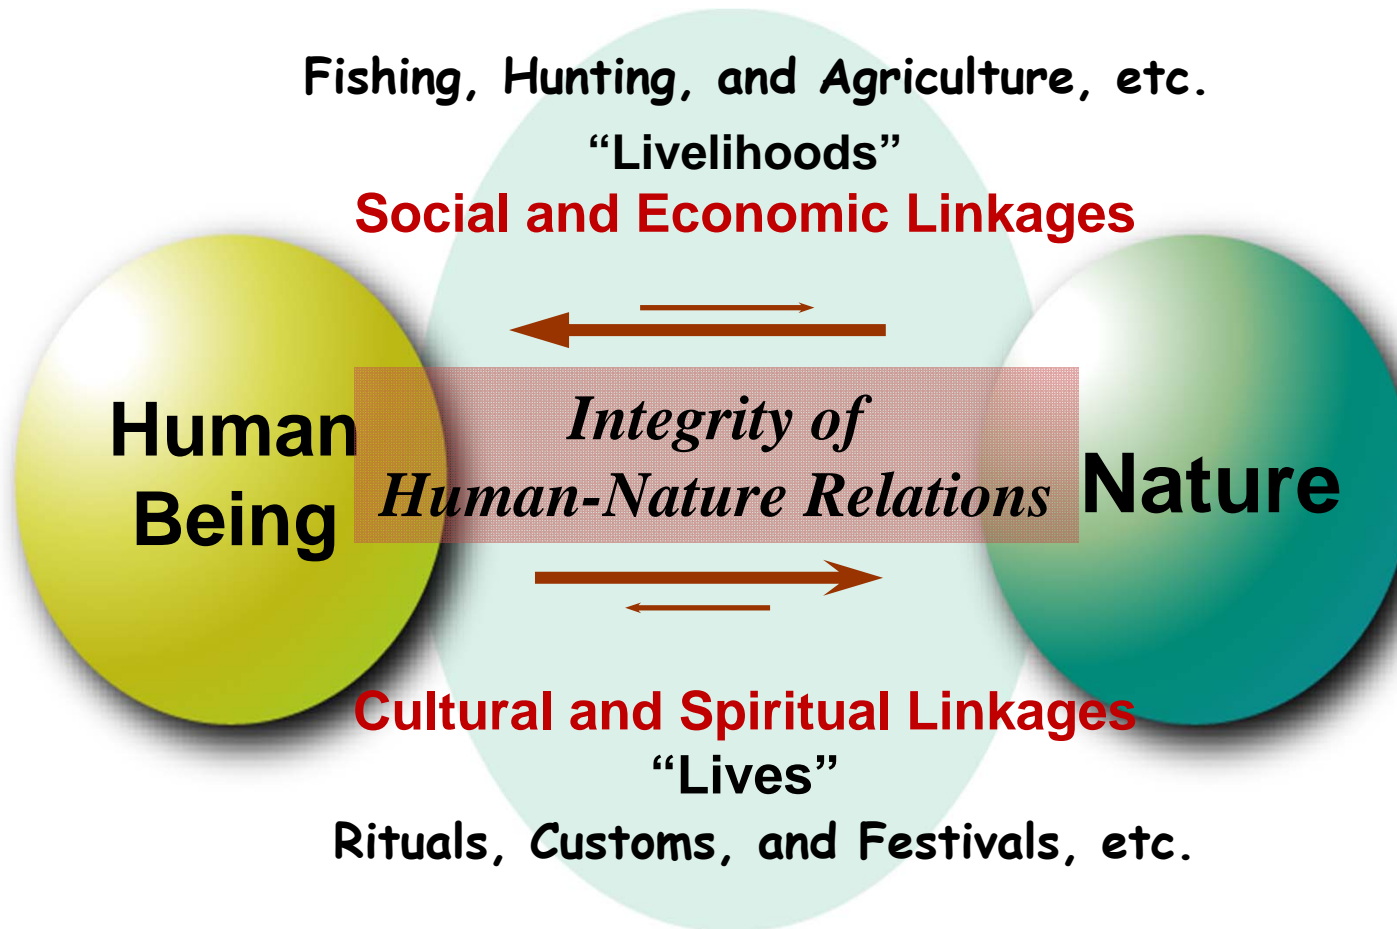 Fishing, Hunting, and Agriculture, etc.
“Livelihoods”
Social and Economic Linkages
Human
Being
Integrity of
Human-Nature Relations
Nature
Cultural and Spiritual Linkages
“Lives”
Rituals, Customs, and Festivals, etc.